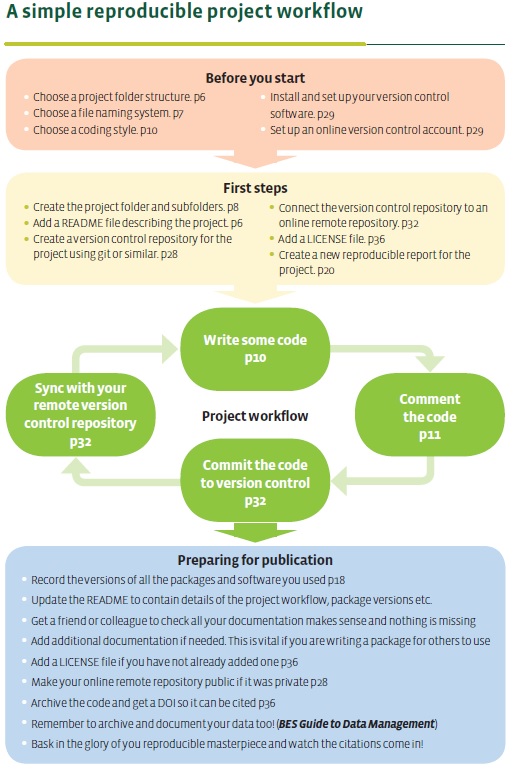 A simple reproducible project workflow
Before you start
Choose a project folder structure. p6
Choose a file naming system. p7
Choose a coding style. p10
Install and set up your version control
software. p29
Set up an online version control account. p29
First steps
Create the project folder and subfolders. p8
Add a README file describing the project. p6
Create a version control repository for the
project using git or similar. p28
Connect the version control repository to an
online remote repository. p32
Add a LICENSE file. p36
Create a new reproducible report for the
project. p20
Write some code
p10
Comment
the code
p11
Commit the code
to version control
p32
Sync with your
remote version
control repository
p32
Project workflow
Preparing for publication
Record the versions of all the packages and software you used p18
Update the README to contain details of the project workflow, package versions etc.
Get a friend or colleague to check all your documentation makes sense and nothing is missing
Add additional documentation if needed. This is vital if you are writing a package for others to use
Add a LICENSE file if you have not already added one p36
Make your online remote repository public if it was private p28
Archive the code and get a DOI so it can be cited p36
Remember to archive and document your data too! (BES Guide to Data Management)
Bask in the glory of you reproducible masterpiece and watch the citations come in!